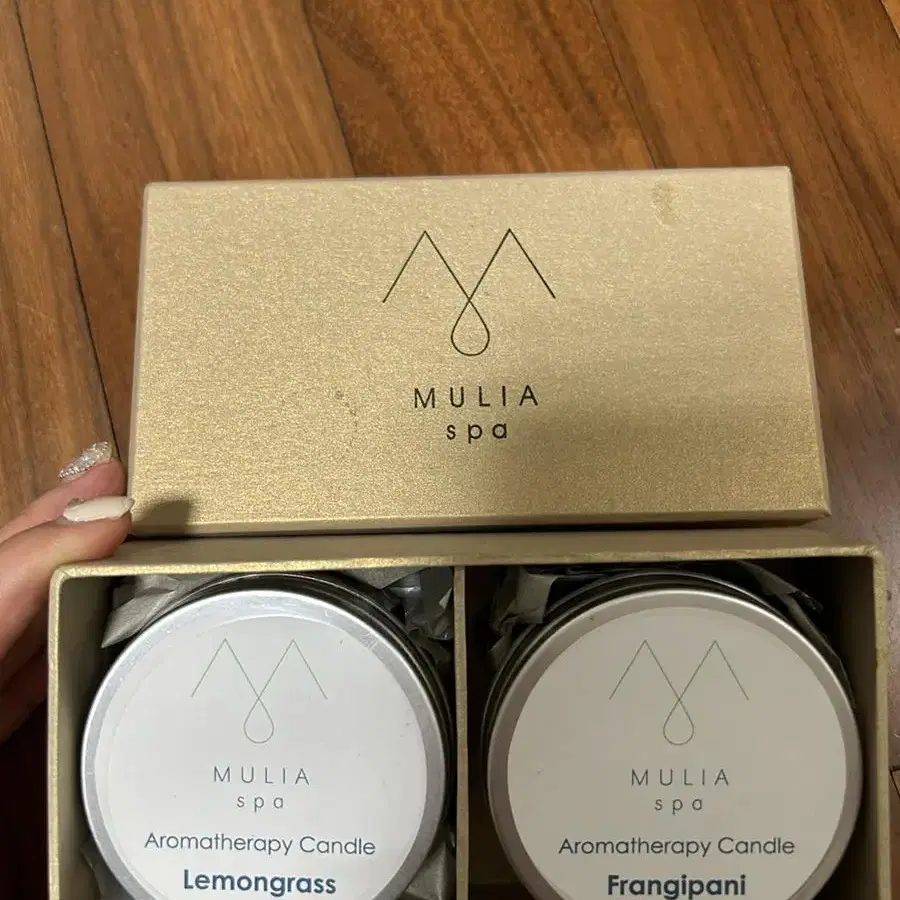 MULIA
spa
MULIA
spa
Aromatherapy Candle
Lemongrass
MULIA
spa
Aromatherapy Candle
Frangipani